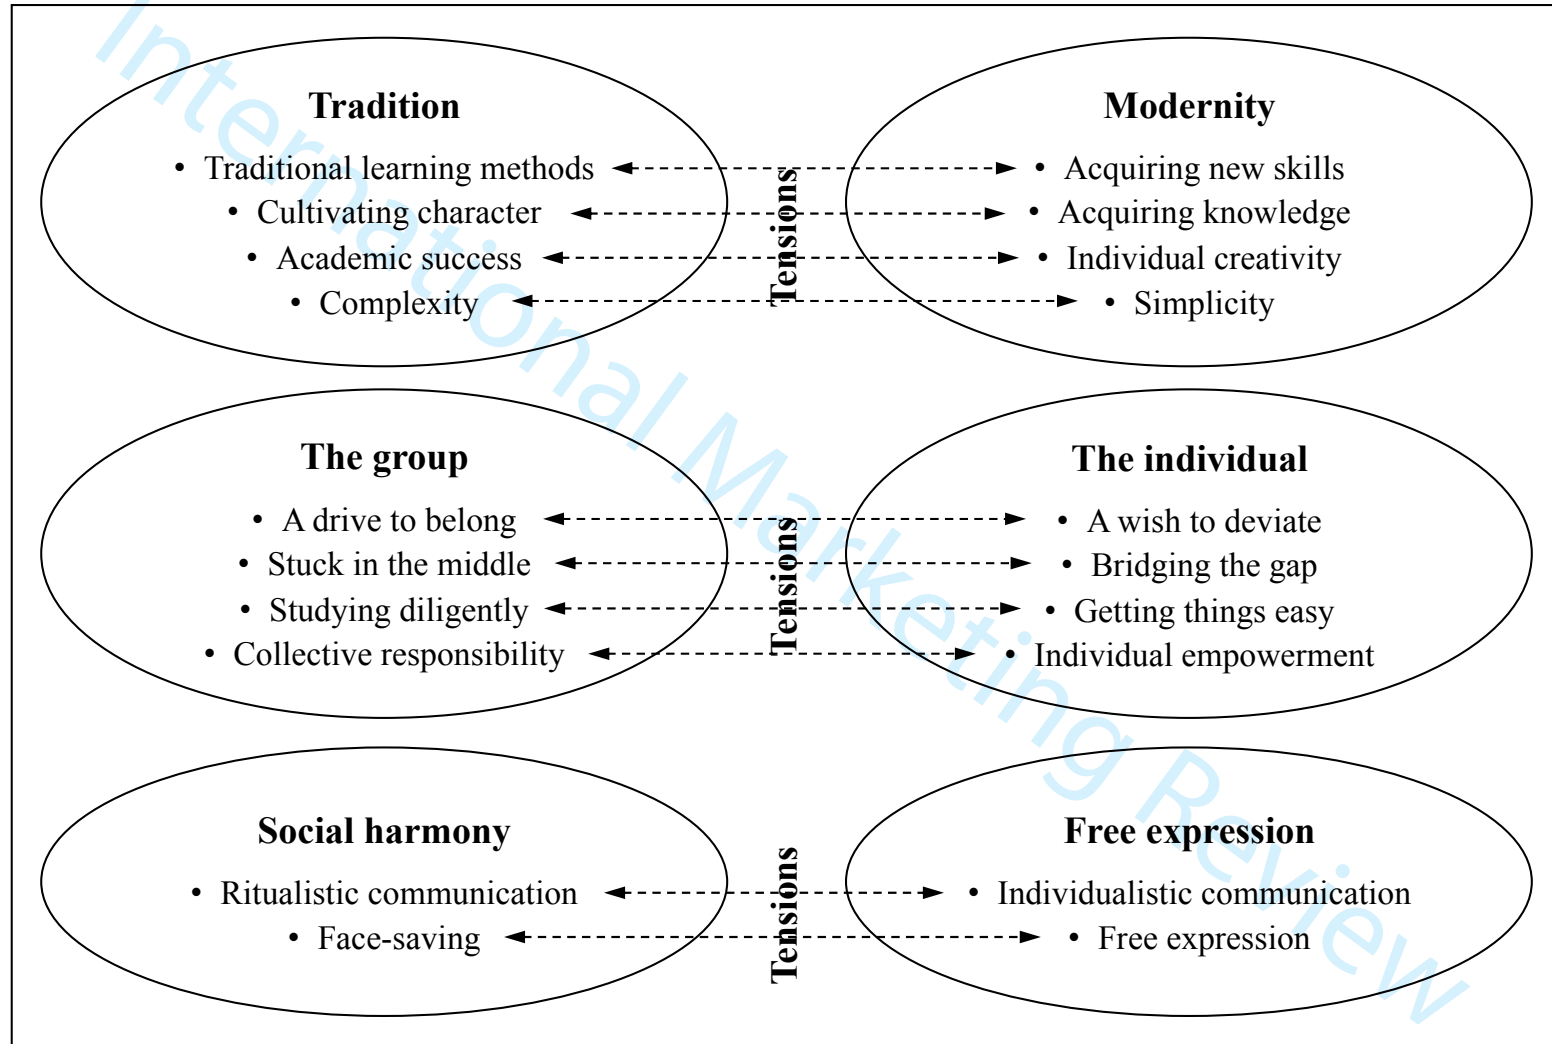 Tradition
• Traditional learning methods
• Cultivating character
• Academic success
• Complexity
Tensions
Modernity
• Acquiring new skills
• Acquiring knowledge
• Individual creativity
• Simplicity
The group
• A drive to belong
• Stuck in the middle
• Studying diligently
• Collective responsibility
Tensions
The individual
• A wish to deviate
• Bridging the gap
• Getting things easy
• Individual empowerment
Social harmony
• Ritualistic communication
• Face-saving
Tensions
Free expression
• Individualistic communication
• Free expression
International Marketing Review